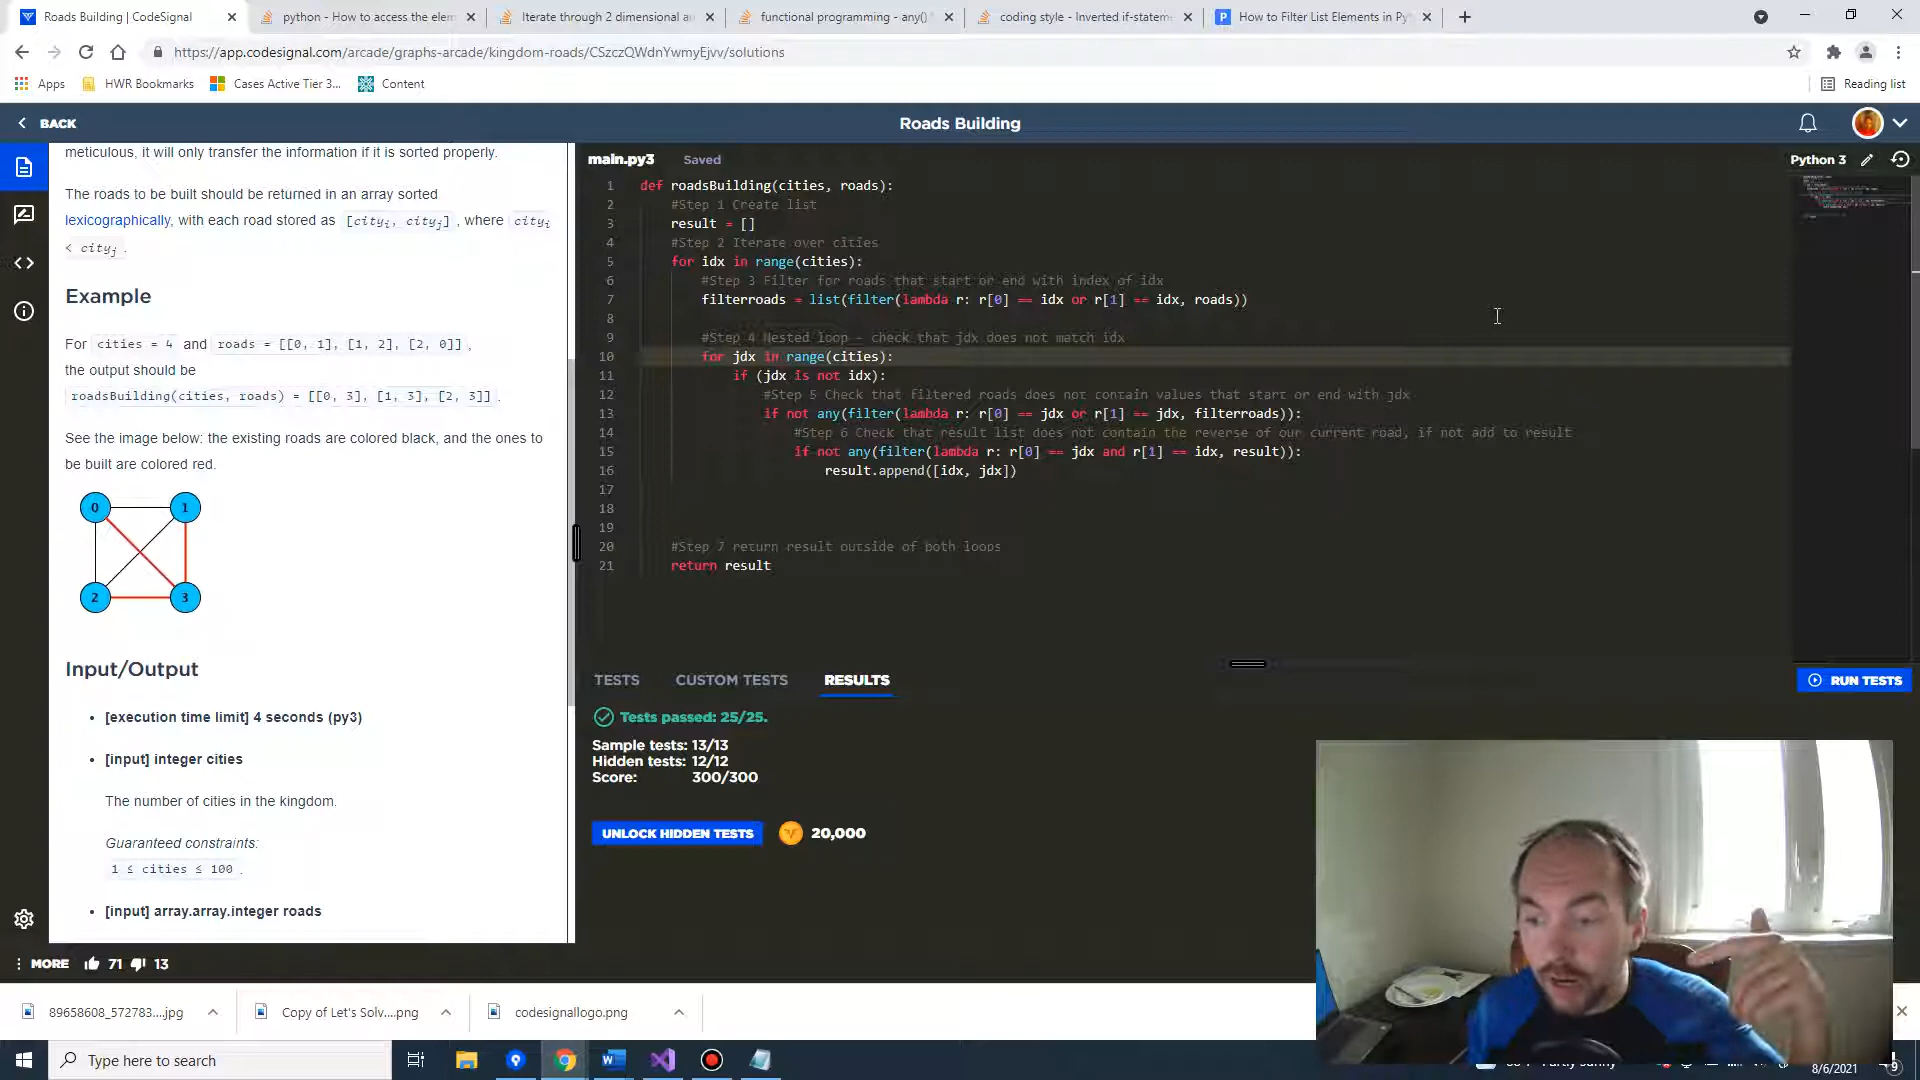 Roads Building | CodeSignal
python - How to access the elem
Iterate through 2 dimensional a
functional programming - any()
coding style - Inverted if-statem
How to Filter List Elements in Py
https://app.codesignal.com/arcade/graphs-arcade/kingdom-roads/CSzczQWdnYwmyEjvv/solutions
Apps
HWR Bookmarks
Cases Active Tier 3...
Content
Reading list
BACK
Roads Building
meticulous, it will only transfer the information if it is sorted properly.
The roads to be built should be returned in an array sorted
lexicographically, with each road stored as [cityi, cityj], where cityi
< cityj.
Example
For cities = 4 and roads = [[0, 1], [1, 2], [2, 0]],
the output should be
roadsBuilding(cities, roads) = [[0, 3], [1, 3], [2, 3]].
See the image below: the existing roads are colored black, and the ones to
be built are colored red.
0
1
2
3
Input/Output
• [execution time limit] 4 seconds (py3)
• [input] integer cities
The number of cities in the kingdom.
Guaranteed constraints:
1 ≤ cities ≤ 100.
• [input] array.array.integer roads
MORE 71 13
main.py3 Saved
Python 3
1 def roadsBuilding(cities, roads):
2 #Step 1 Create list
3 result = []
4 #Step 2 Iterate over cities
5 for idx in range(cities):
6 #Step 3 Filter for roads that start or end with index of idx
7 filterroads = list(filter(lambda r: r[0] == idx or r[1] == idx, roads))
8
9 #Step 4 Nested loop - check that jdx does not match idx
10 for jdx in range(cities):
11 if (jdx is not idx):
12 #Step 5 Check that filtered roads does not contain values that start or end with jdx
13 if not any(filter(lambda r: r[0] == jdx or r[1] == jdx, filterroads)):
14 #Step 6 Check that result list does not contain the reverse of our current road, if not add to result
15 if not any(filter(lambda r: r[0] == jdx and r[1] == idx, result)):
16 result.append([idx, jdx])
17
18
19
20 #Step 7 return result outside of both loops
21 return result
TESTS
CUSTOM TESTS
RESULTS
RUN TESTS
Tests passed: 25/25.
Sample tests: 13/13
Hidden tests: 12/12
Score: 300/300
UNLOCK HIDDEN TESTS
20,000
89658608_572783....jpg
Copy of Let's Solv....png
codesignallogo.png
Type here to search
8/6/2021
9